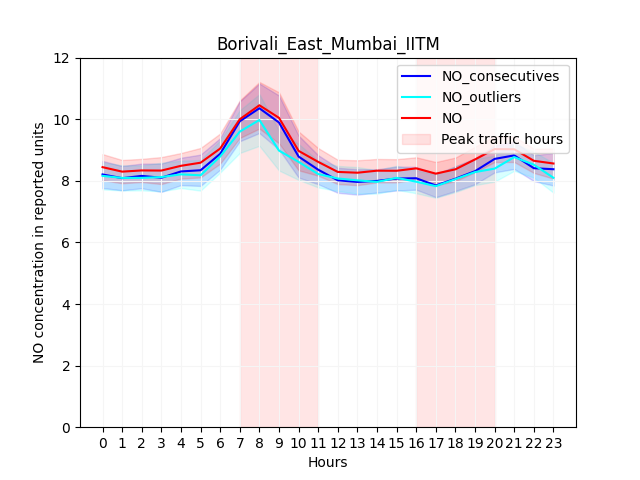 Borivali_East_Mumbai_IITM
NO_consecutives
NO_outliers
NO
Peak traffic hours
NO concentration in reported units
12
10
8
6
4
2
0
0 1 2 3 4 5 6 7 8 9 10 11 12 13 14 15 16 17 18 19 20 21 22 23
Hours